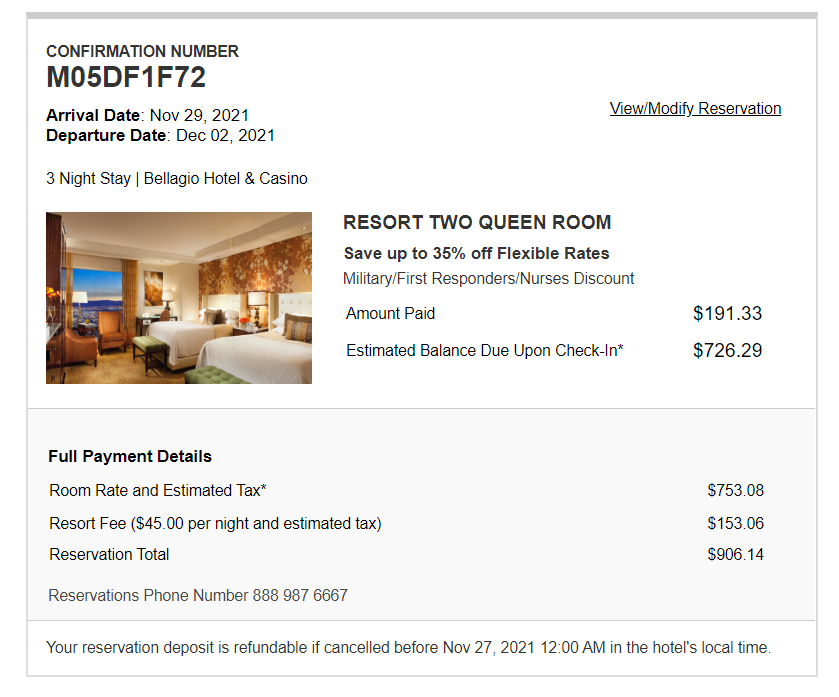 CONFIRMATION NUMBER
M05DF1F72
Arrival Date: Nov 29, 2021
Departure Date: Dec 02, 2021
View/Modify Reservation
3 Night Stay | Bellagio Hotel & Casino
RESORT TWO QUEEN ROOM
Save up to 35% off Flexible Rates
Military/First Responders/Nurses Discount
Amount Paid $191.33
Estimated Balance Due Upon Check-In* $726.29
Full Payment Details
Room Rate and Estimated Tax* $753.08
Resort Fee ($45.00 per night and estimated tax) $153.06
Reservation Total $906.14
Reservations Phone Number 888 987 6667
Your reservation deposit is refundable if cancelled before Nov 27, 2021 12:00 AM in the hotel's local time.